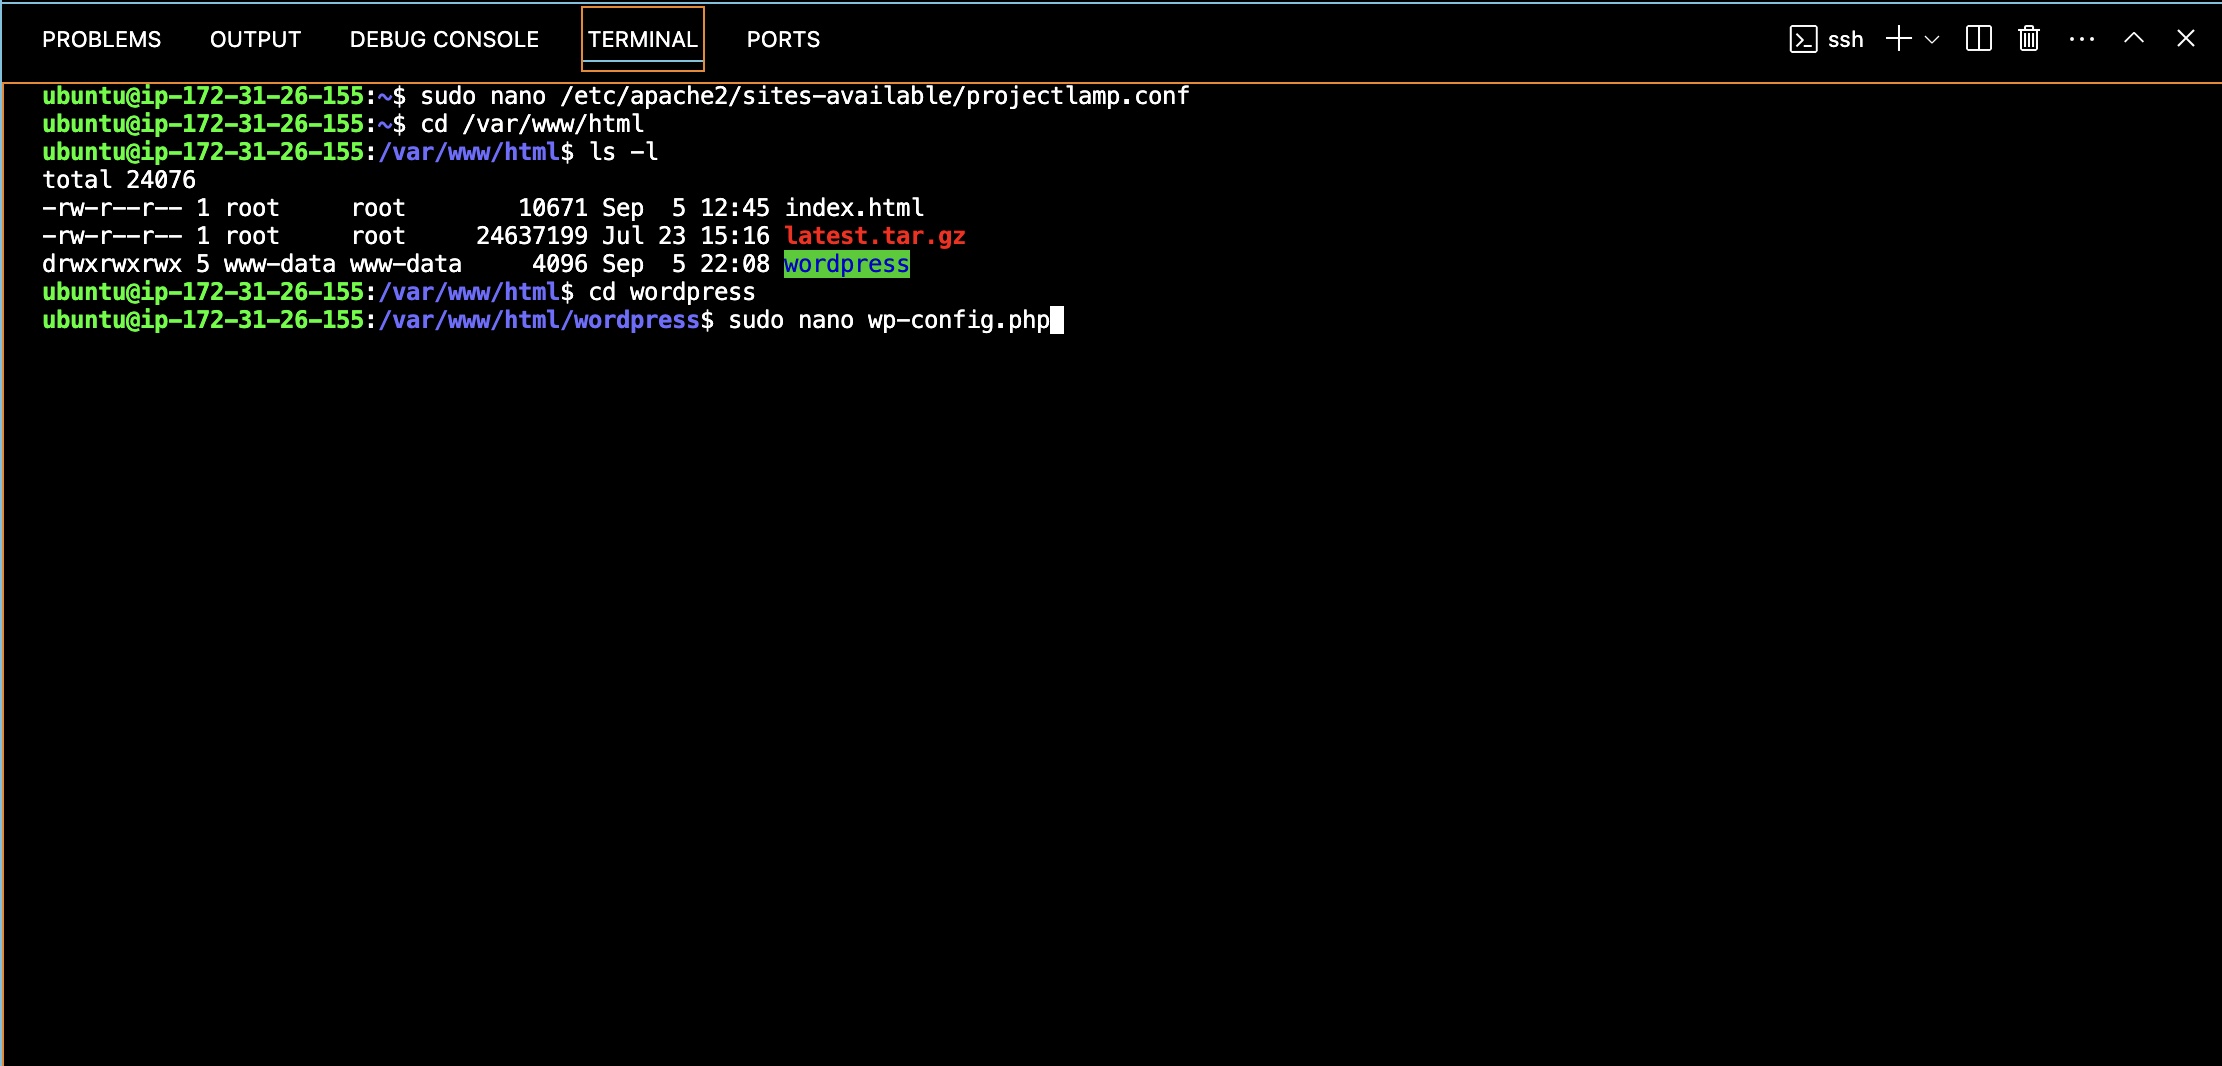 PROBLEMS OUTPUT DEBUG CONSOLE TERMINAL PORTS ssh
ubuntu@ip-172-31-26-155:~$ sudo nano /etc/apache2/sites-available/projectlamp.conf
ubuntu@ip-172-31-26-155:~$ cd /var/www/html
ubuntu@ip-172-31-26-155:/var/www/html$ ls -l
total 24076
-rw-r--r-- 1 root     root        10671 Sep  5 12:45 index.html
-rw-r--r-- 1 root     root     24637199 Jul 23 15:16 latest.tar.gz
drwxrwxrwx 5 www-data www-data     4096 Sep  5 22:08 wordpress
ubuntu@ip-172-31-26-155:/var/www/html$ cd wordpress
ubuntu@ip-172-31-26-155:/var/www/html/wordpress$ sudo nano wp-config.php